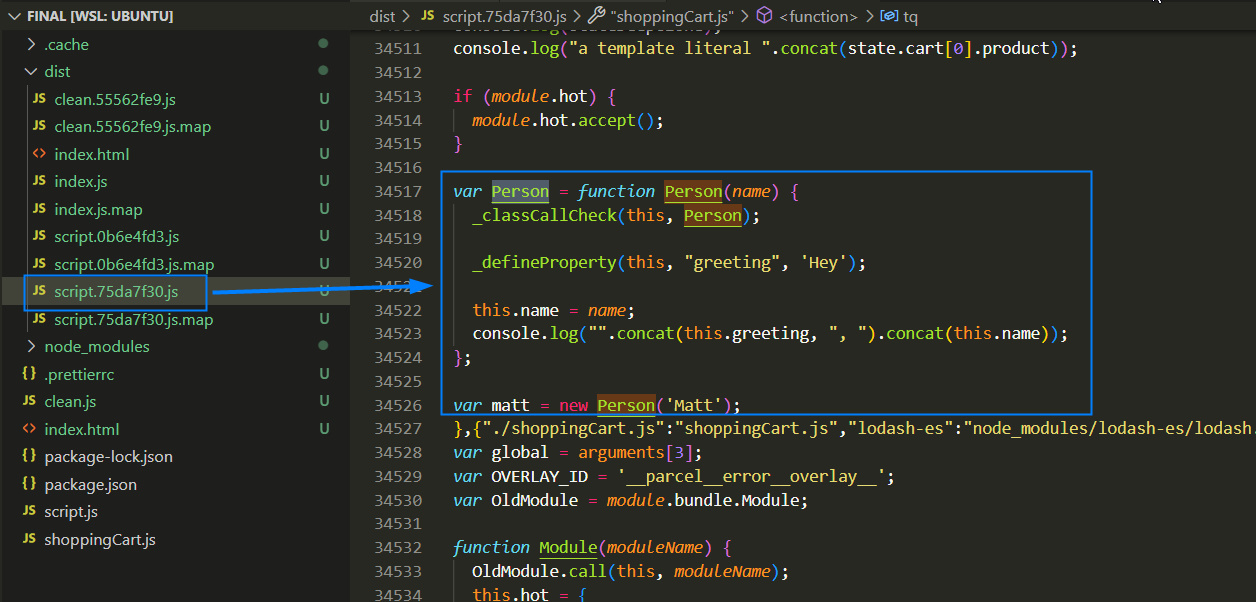 FINAL [WSL: UBUNTU]
.cache
dist
JS clean.55562fe9.js U
JS clean.55562fe9.js.map U
<> index.html U
JS index.js U
JS index.js.map U
JS script.0b6e4fd3.js U
JS script.0b6e4fd3.js.map U
JS script.75da7f30.js U
JS script.75da7f30.js.map U
node_modules
{} .prettierrc U
JS clean.js U
<> index.html U
{} package-lock.json
{} package.json
JS script.js
JS shoppingCart.js
dist > JS script.75da7f30.js > "shoppingCart.js" > <function> > tq
34511 console.log("a template literal ".concat(state.cart[0].product));
34512
34513 if (module.hot) {
34514 module.hot.accept();
34515 }
34516
34517 var Person = function Person(name) {
34518 _classCallCheck(this, Person);
34519
34520 _defineProperty(this, "greeting", 'Hey');
34521
34522 this.name = name;
34523 console.log("".concat(this.greeting, ", ").concat(this.name));
34524 };
34525
34526 var matt = new Person('Matt');
34527 },{"./shoppingCart.js":"shoppingCart.js","lodash-es":"node_modules/lodash-es/lodash.
34528 var global = arguments[3];
34529 var OVERLAY_ID = '__parcel__error__overlay__';
34530 var OldModule = module.bundle.Module;
34531
34532 function Module(moduleName) {
34533 OldModule.call(this, moduleName);
34534 this.hot = {